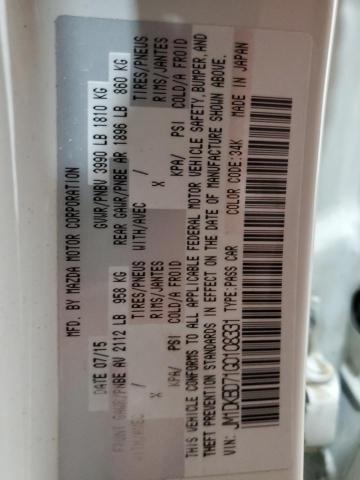 MFD. BY MAZDA MOTOR CORPORATION
DATE 07/15 GVWR/PNBV 3990 LB 1810 KG
FRONT GAWR/PNBE AV 2112 LB 958 KG REAR GAWR/PNBE AR 1896 LB 860 KG
WITH/AVEC TIRES/PNEUS WITH/AVEC TIRES/PNEUS
X RIMS/JANTES X RIMS/JANTES
KPA/ PSI COLD/A FROID KPA/ PSI COLD/A FROID
THIS VEHICLE CONFORMS TO ALL APPLICABLE FEDERAL MOTOR VEHICLE SAFETY, BUMPER, AND
THEFT PREVENTION STANDARDS IN EFFECT ON THE DATE OF MANUFACTURE SHOWN ABOVE.
VIN: JM1DKBD71G0108331 TYPE:PASS CAR COLOR CODE:34K MADE IN JAPAN